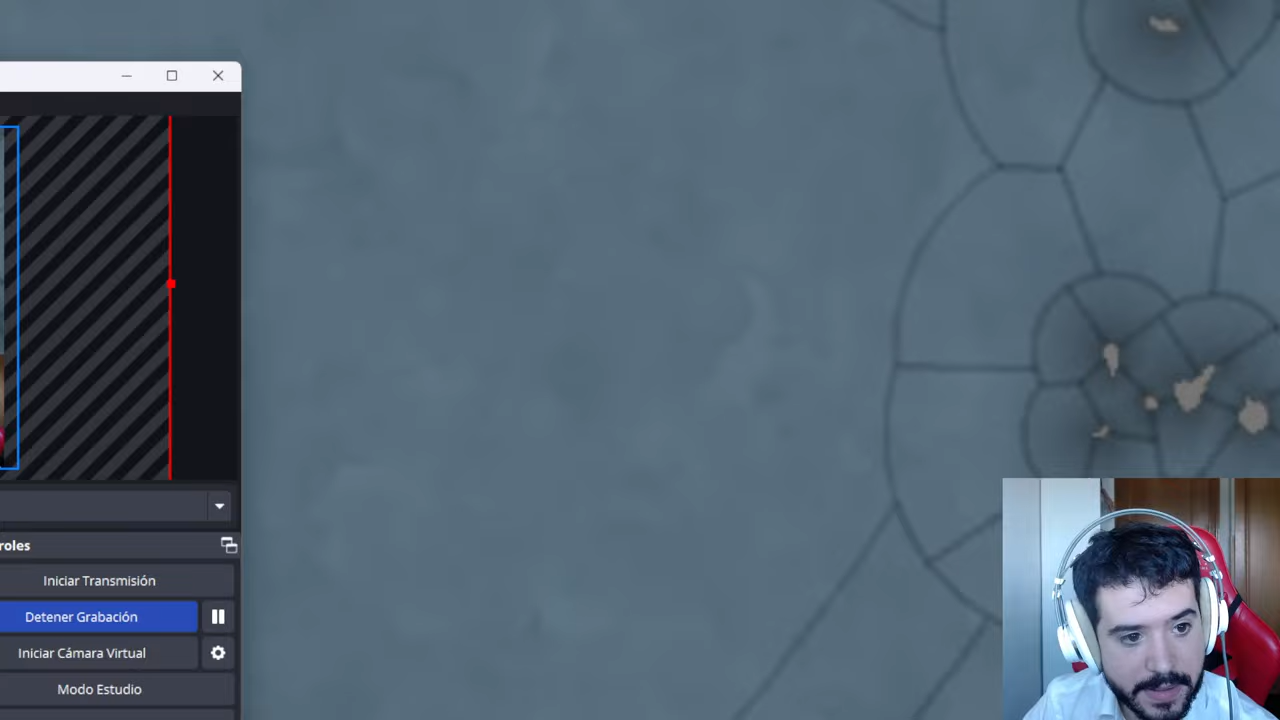 roles
Iniciar Transmisión
Detener Grabación
Iniciar Cámara Virtual
Modo Estudio